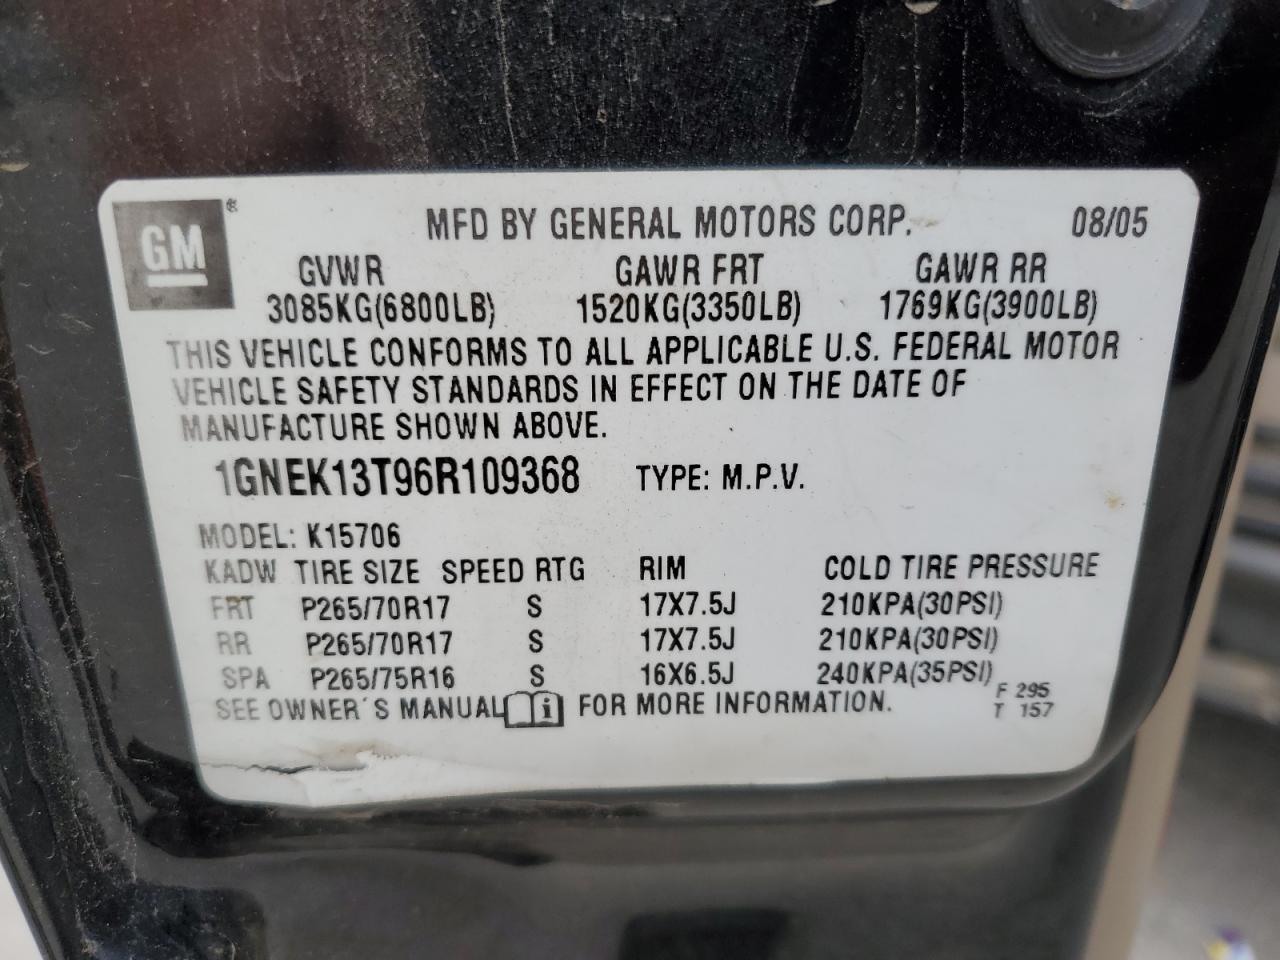 GM®
MFD BY GENERAL MOTORS CORP. 08/05
GVWR GAWR FRT GAWR RR
3085KG(6800LB) 1520KG(3350LB) 1769KG(3900LB)
THIS VEHICLE CONFORMS TO ALL APPLICABLE U.S. FEDERAL MOTOR
VEHICLE SAFETY STANDARDS IN EFFECT ON THE DATE OF
MANUFACTURE SHOWN ABOVE.
1GNEK13T96R109368 TYPE: M.P.V.
MODEL: K15706
KADW TIRE SIZE SPEED RTG RIM COLD TIRE PRESSURE
FRT P265/70R17 S 17X7.5J 210KPA(30PSI)
RR P265/70R17 S 17X7.5J 210KPA(30PSI)
SPA P265/75R16 S 16X6.5J 240KPA(35PSI)
SEE OWNER'S MANUAL i FOR MORE INFORMATION.
F 295
T 157